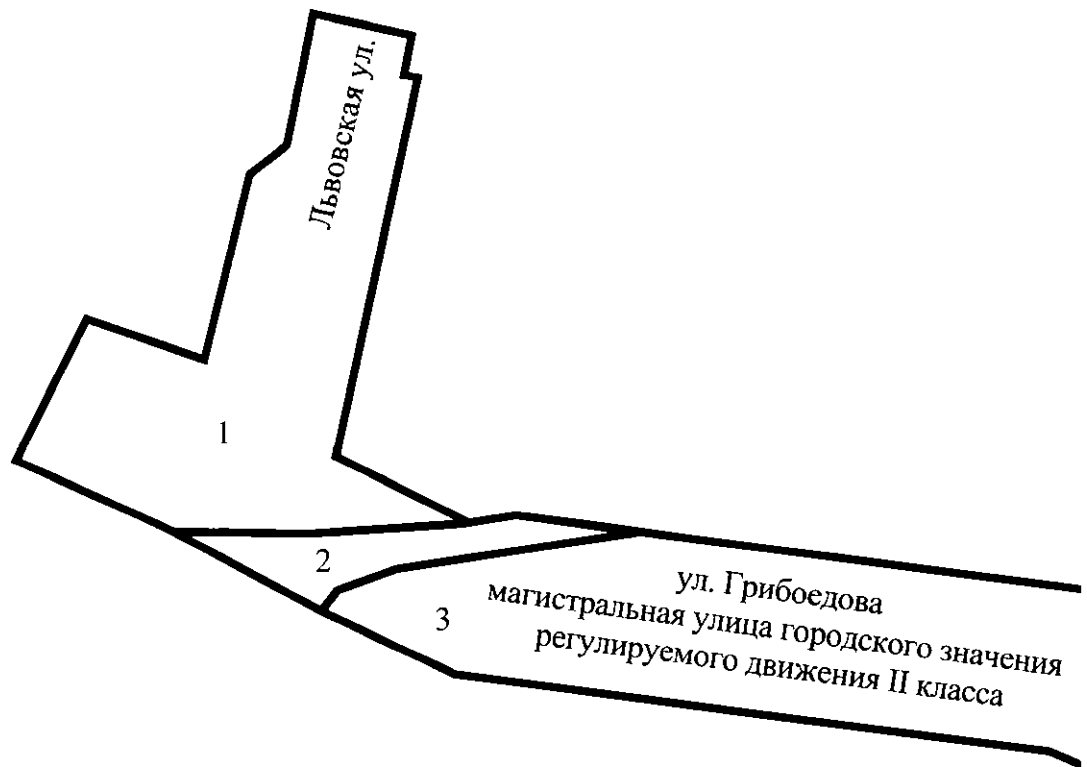 Львовская ул.
1
2
3
ул. Грибоедова
магистральная улица городского значения
регулируемого движения II класса